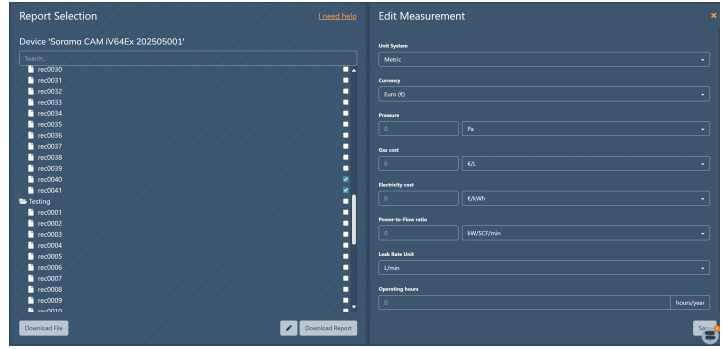 Report Selection
I need help
Device 'Sorama CAM iV64Ex 202505001'
Search...
rec0030
rec0031
rec0032
rec0033
rec0034
rec0035
rec0036
rec0037
rec0038
rec0039
rec0040
rec0041
Testing
rec0001
rec0002
rec0003
rec0004
rec0005
rec0006
rec0007
rec0008
rec0009
rec0010
Download File
Download Report
Edit Measurement
Unit System
Metric
Currency
Euro (€)
Pressure
0
Pa
Gas cost
0
€/L
Electricity cost
0
€/kWh
Power-to-Flow ratio
0
kW/SCF/min
Leak Rate Unit
L/min
Operating hours
0
hours/year